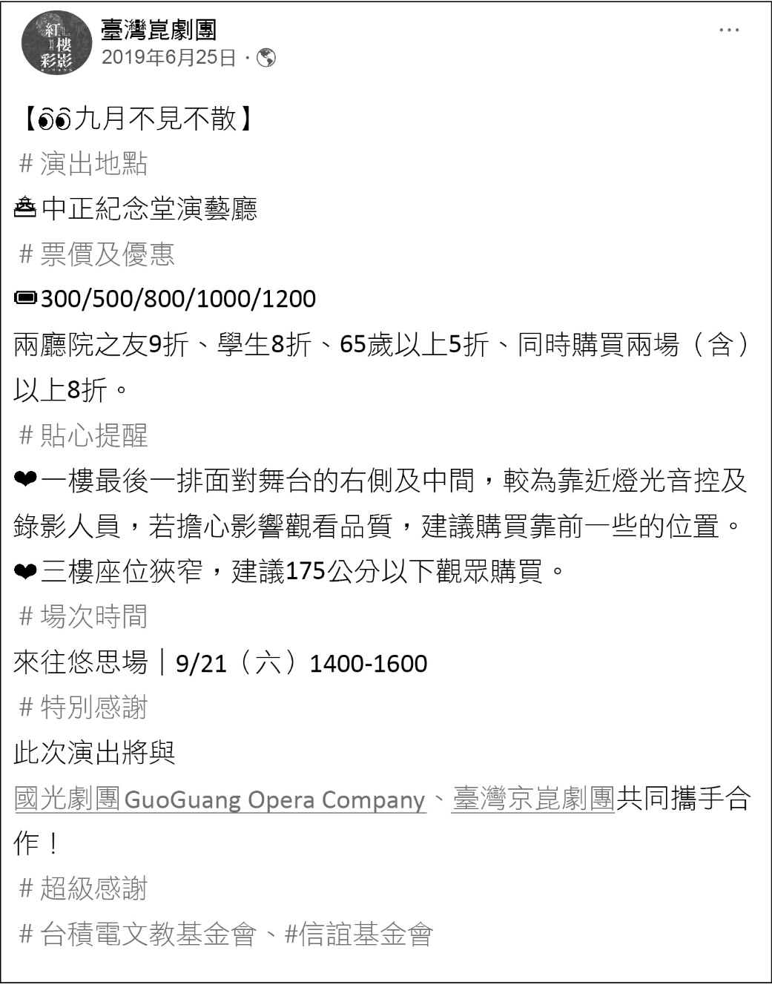 紅
樓
彩影
臺灣崑劇團
2019年6月25日 ·
【👀九月不見不散】
# 演出地點
🏯中正紀念堂演藝廳
# 票價及優惠
🎟300/500/800/1000/1200
兩廳院之友9折、學生8折、65歲以上5折、同時購買兩場（含）
以上8折。
# 貼心提醒
❤一樓最後一排面對舞台的右側及中間，較為靠近燈光音控及
錄影人員，若擔心影響觀看品質，建議購買靠前一些的位置。
❤三樓座位狹窄，建議175公分以下觀眾購買。
# 場次時間
來往悠思場｜9/21（六）1400-1600
# 特別感謝
此次演出將與
國光劇團 GuoGuang Opera Company、臺灣京崑劇團共同攜手合
作！
# 超級感謝
# 台積電文教基金會、#信誼基金會